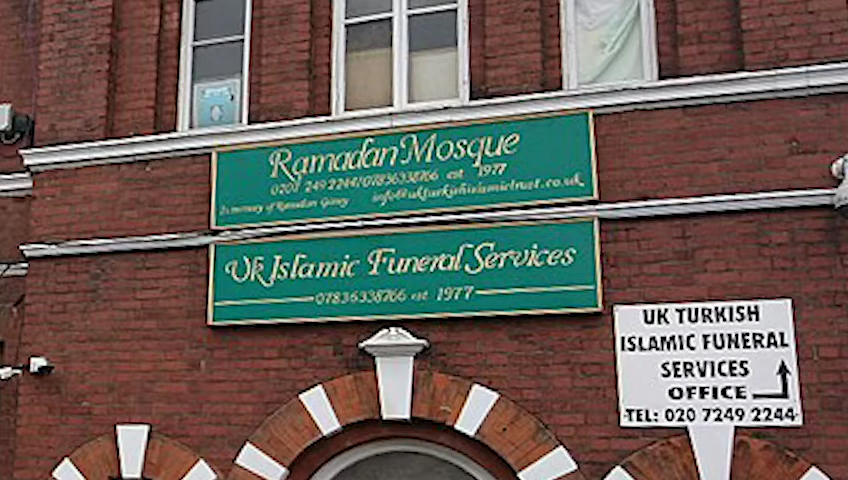 Ramadan Mosque
0207 249 2244/07836338766 est 1977
In memory of Ramadan Güney info@ukturkishislamictrust.co.uk
Uk Islamic Funeral Services
07836338766 est 1977
UK TURKISH
ISLAMIC FUNERAL
SERVICES
OFFICE
TEL: 020 7249 2244